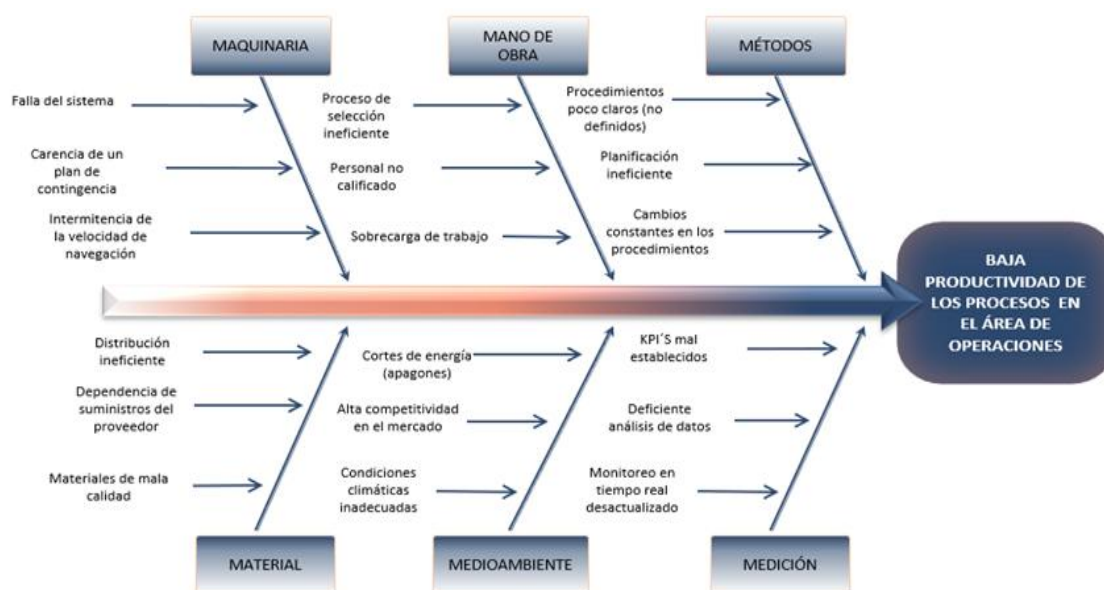 MAQUINARIA
MANO DE
OBRA
MÉTODOS
Falla del sistema
Carencia de un
plan de
contingencia
Intermitencia de
la velocidad de
navegación
Proceso de
selección
ineficiente
Personal no
calificado
Sobrecarga de trabajo
Procedimientos
poco claros (no
definidos)
Planificación
ineficiente
Cambios
constantes en los
procedimientos
BAJA
PRODUCTIVIDAD DE
LOS PROCESOS EN
EL ÁREA DE
OPERACIONES
Distribución
ineficiente
Dependencia de
suministros del
proveedor
Materiales de mala
calidad
Cortes de energía
(apagones)
Alta competitividad
en el mercado
Condiciones
climáticas
inadecuadas
KPI´S mal
establecidos
Deficiente
análisis de datos
Monitoreo en
tiempo real
desactualizado
MATERIAL
MEDIOAMBIENTE
MEDICIÓN